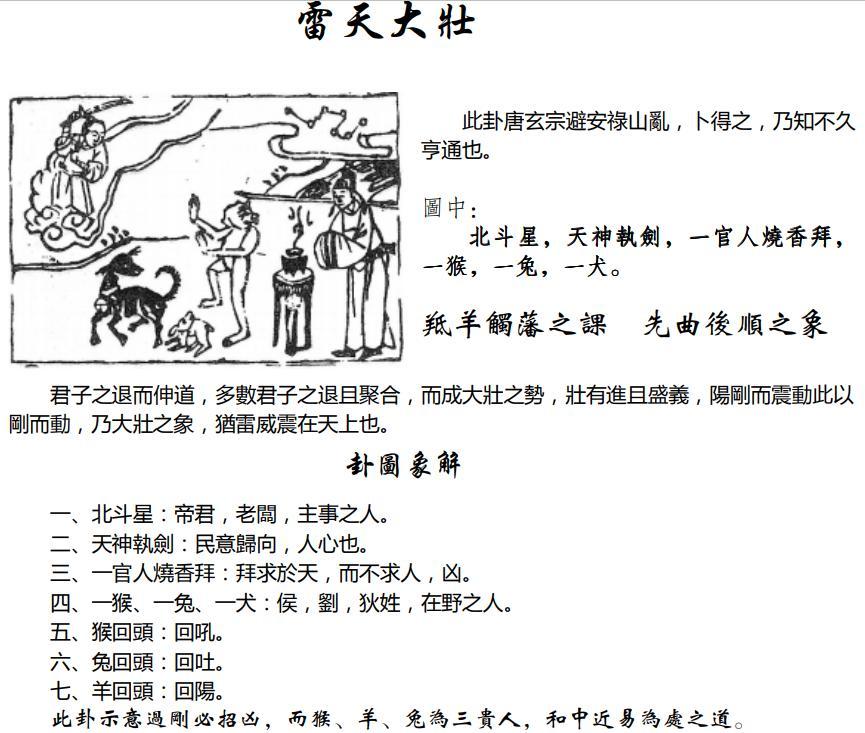 雷天大壯
此卦唐玄宗避安祿山亂，卜得之，乃知不久
亨通也。
圖中：
北斗星，天神執劍，一官人燒香拜，
一猴，一兔，一犬。
羝羊觸藩之課　先曲後順之象
君子之退而伸道，多數君子之退且聚合，而成大壯之勢，壯有進且盛義，陽剛而震動此以
剛而動，乃大壯之象，猶雷威震在天上也。
卦圖象解
一、北斗星：帝君，老闆，主事之人。
二、天神執劍：民意歸向，人心也。
三、一官人燒香拜：拜求於天，而不求人，凶。
四、一猴、一兔、一犬：侯，劉，狄姓，在野之人。
五、猴回頭：回吼。
六、兔回頭：回吐。
七、羊回頭：回陽。
此卦示意過剛必招凶，而猴、羊、兔為三貴人，和中近易為處之道。